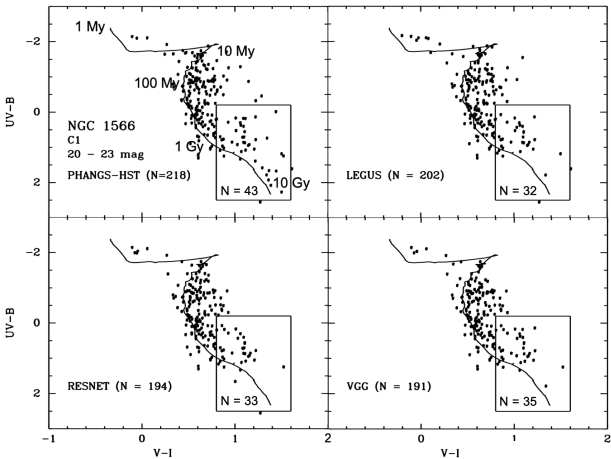 1 My
10 My
100 My
1 Gy
10 Gy
NGC 1566
C1
20 – 23 mag
PHANGS-HST (N=218)
N = 43
LEGUS (N = 202)
N = 32
UV-B
-2
0
2
RESNET (N = 194)
N = 33
VGG (N = 191)
N = 35
UV-B
-2
0
2
-1
0
1
2
0
1
2
V-I
V-I